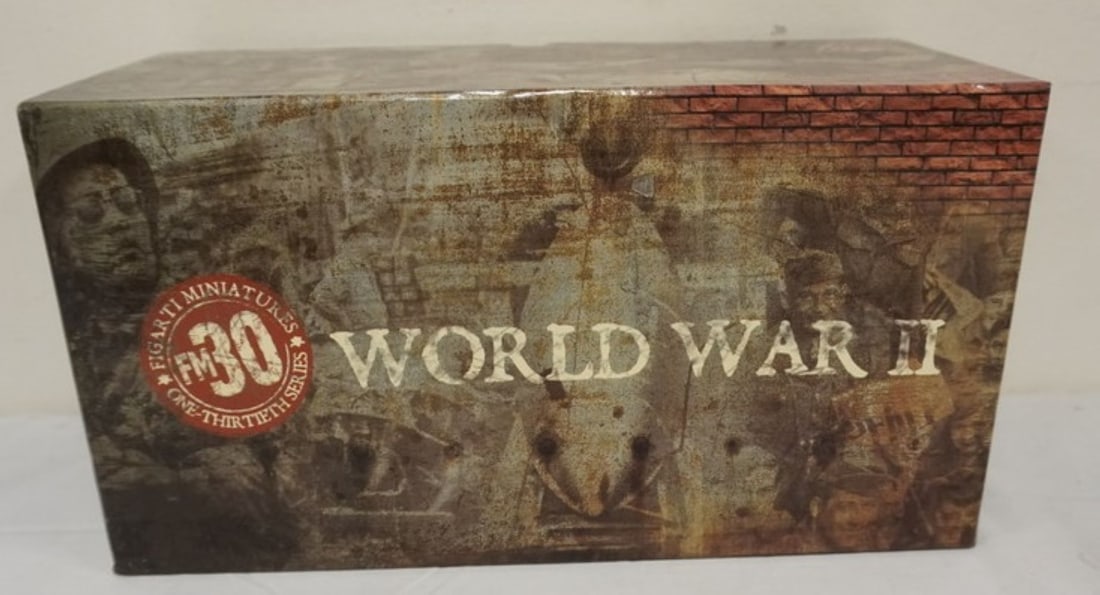 FIGARTI MINIATURES
FM30
ONE-THIRTIETH SERIES
WORLD WAR II